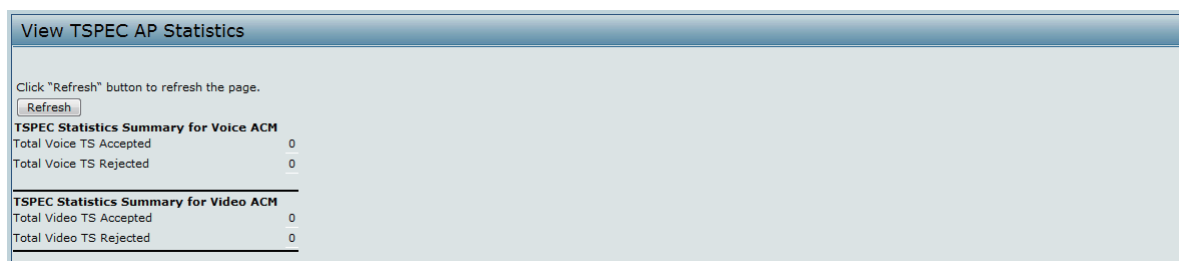 View TSPEC AP Statistics
Click "Refresh" button to refresh the page.
Refresh
TSPEC Statistics Summary for Voice ACM
Total Voice TS Accepted 0
Total Voice TS Rejected 0
TSPEC Statistics Summary for Video ACM
Total Video TS Accepted 0
Total Video TS Rejected 0